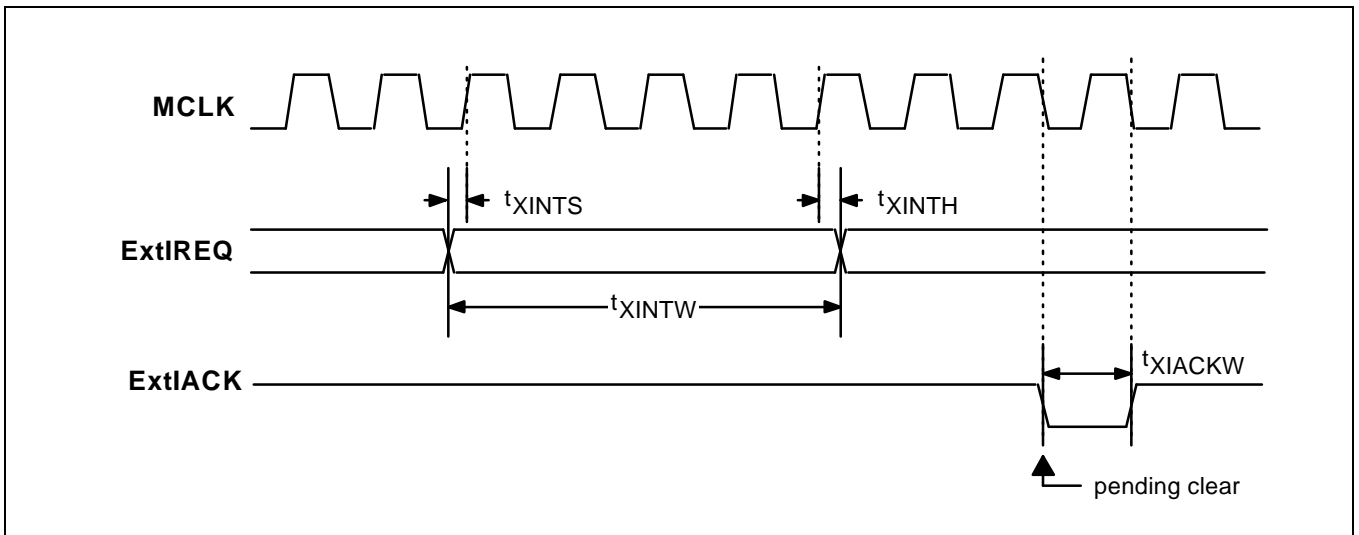 MCLK
tXINTS
tXINTH
ExtIREQ
tXINTW
ExtIACK
tXIACKW
pending clear